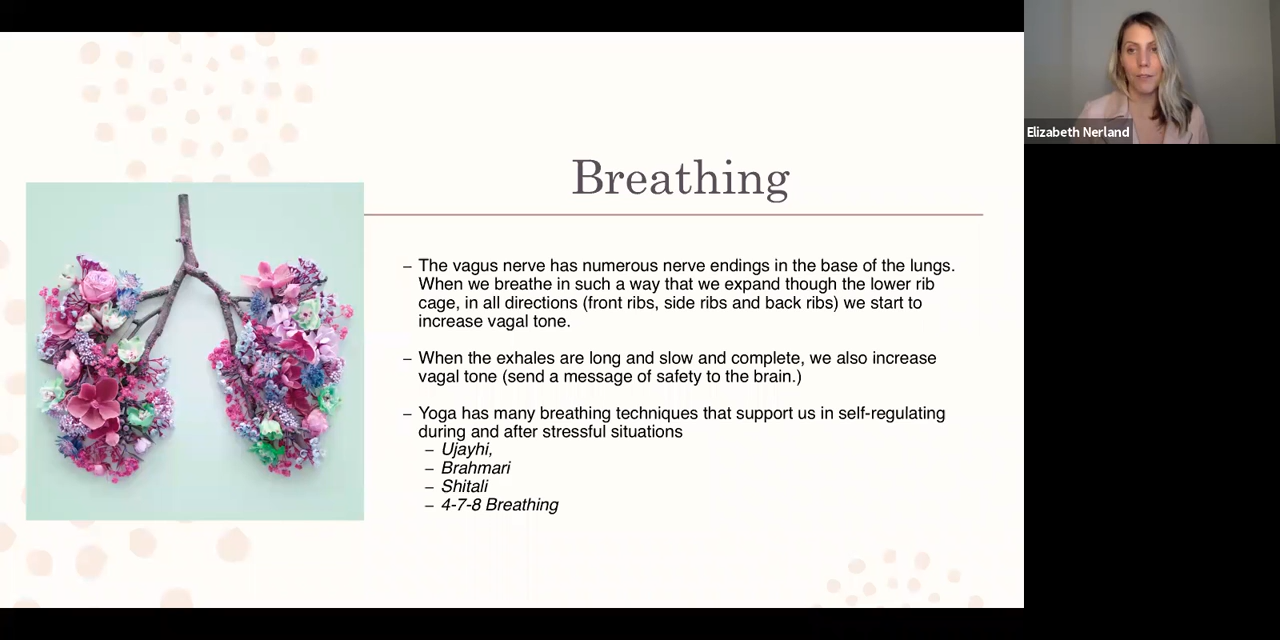 Elizabeth Nerland
Breathing
– The vagus nerve has numerous nerve endings in the base of the lungs.
When we breathe in such a way that we expand though the lower rib
cage, in all directions (front ribs, side ribs and back ribs) we start to
increase vagal tone.
– When the exhales are long and slow and complete, we also increase
vagal tone (send a message of safety to the brain.)
– Yoga has many breathing techniques that support us in self-regulating
during and after stressful situations
– Ujayhi,
– Brahmari
– Shitali
– 4-7-8 Breathing